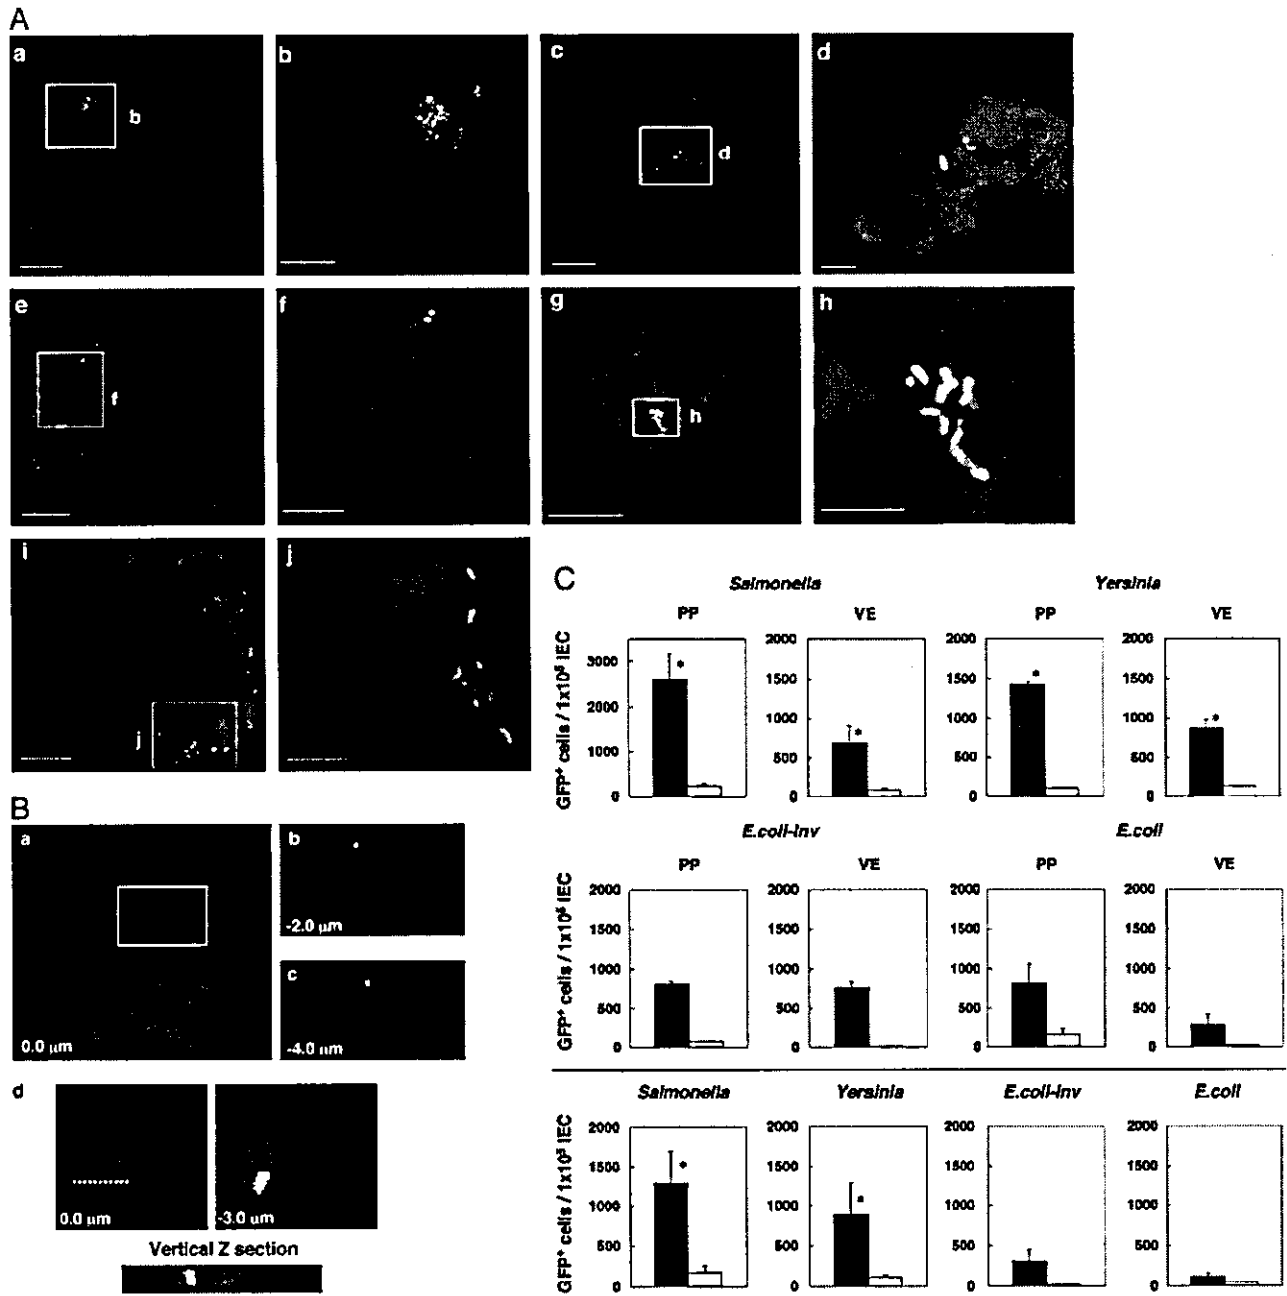 A
a
b
c
d
b
d
e
f
g
h
f
h
i
j
j
B
a
b
c
0.0 µm
-2.0 µm
-4.0 µm
d
0.0 µm
-3.0 µm
Vertical Z section
C
Salmonella
Yersinia
PP
VE
PP
VE
GFP⁺ cells / 1x10⁵ IEC
3000
2000
1000
0
*
2000
1500
1000
500
0
*
2000
1500
1000
500
0
*
2000
1500
1000
500
0
*
E.coli-inv
E.coli
PP
VE
PP
VE
GFP⁺ cells / 1x10⁵ IEC
2000
1500
1000
500
0
2000
1500
1000
500
0
2000
1500
1000
500
0
2000
1500
1000
500
0
Salmonella
Yersinia
E.coli-inv
E.coli
GFP⁺ cells / 1x10⁵ IEC
2000
1500
1000
500
0
*
2000
1500
1000
500
0
*
2000
1500
1000
500
0
2000
1500
1000
500
0